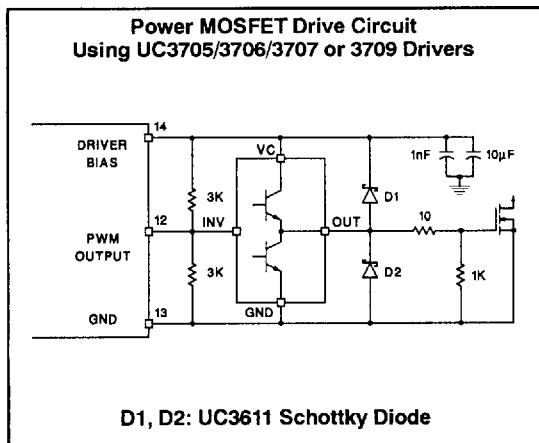 Power MOSFET Drive Circuit
Using UC3705/3706/3707 or 3709 Drivers
14
DRIVER
BIAS
VC
1nF
10µF
3K
D1
12
INV
OUT
10
PWM
OUTPUT
3K
D2
1K
GND
13
GND
D1, D2: UC3611 Schottky Diode